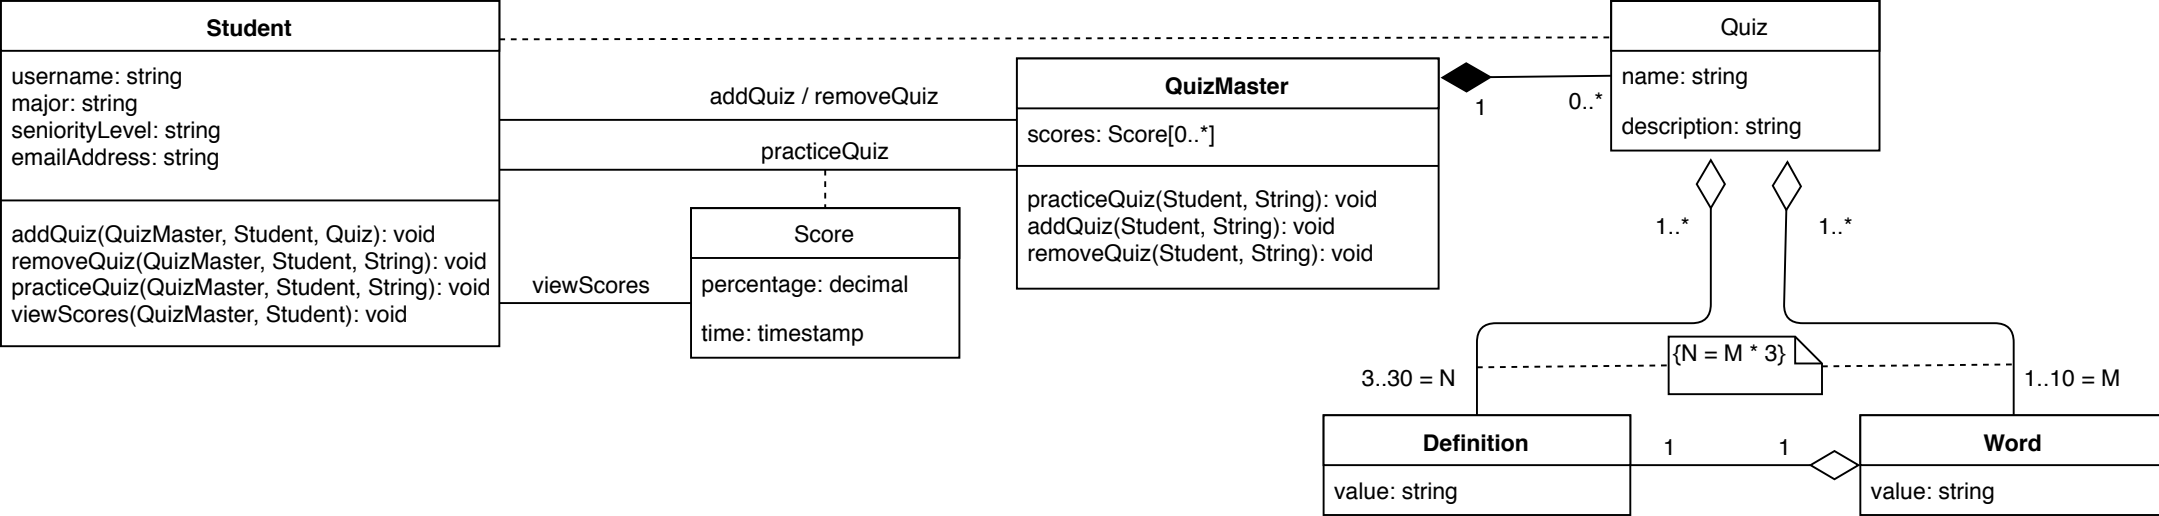 Student
username: string
major: string
seniorityLevel: string
emailAddress: string
addQuiz(QuizMaster, Student, Quiz): void
removeQuiz(QuizMaster, Student, String): void
practiceQuiz(QuizMaster, Student, String): void
viewScores(QuizMaster, Student): void
addQuiz / removeQuiz
practiceQuiz
viewScores
Score
percentage: decimal
time: timestamp
QuizMaster
scores: Score[0..*]
practiceQuiz(Student, String): void
addQuiz(Student, String): void
removeQuiz(Student, String): void
1
0..*
Quiz
name: string
description: string
1..*
1..*
{N = M * 3}
3..30 = N
1..10 = M
Definition
value: string
1
1
Word
value: string